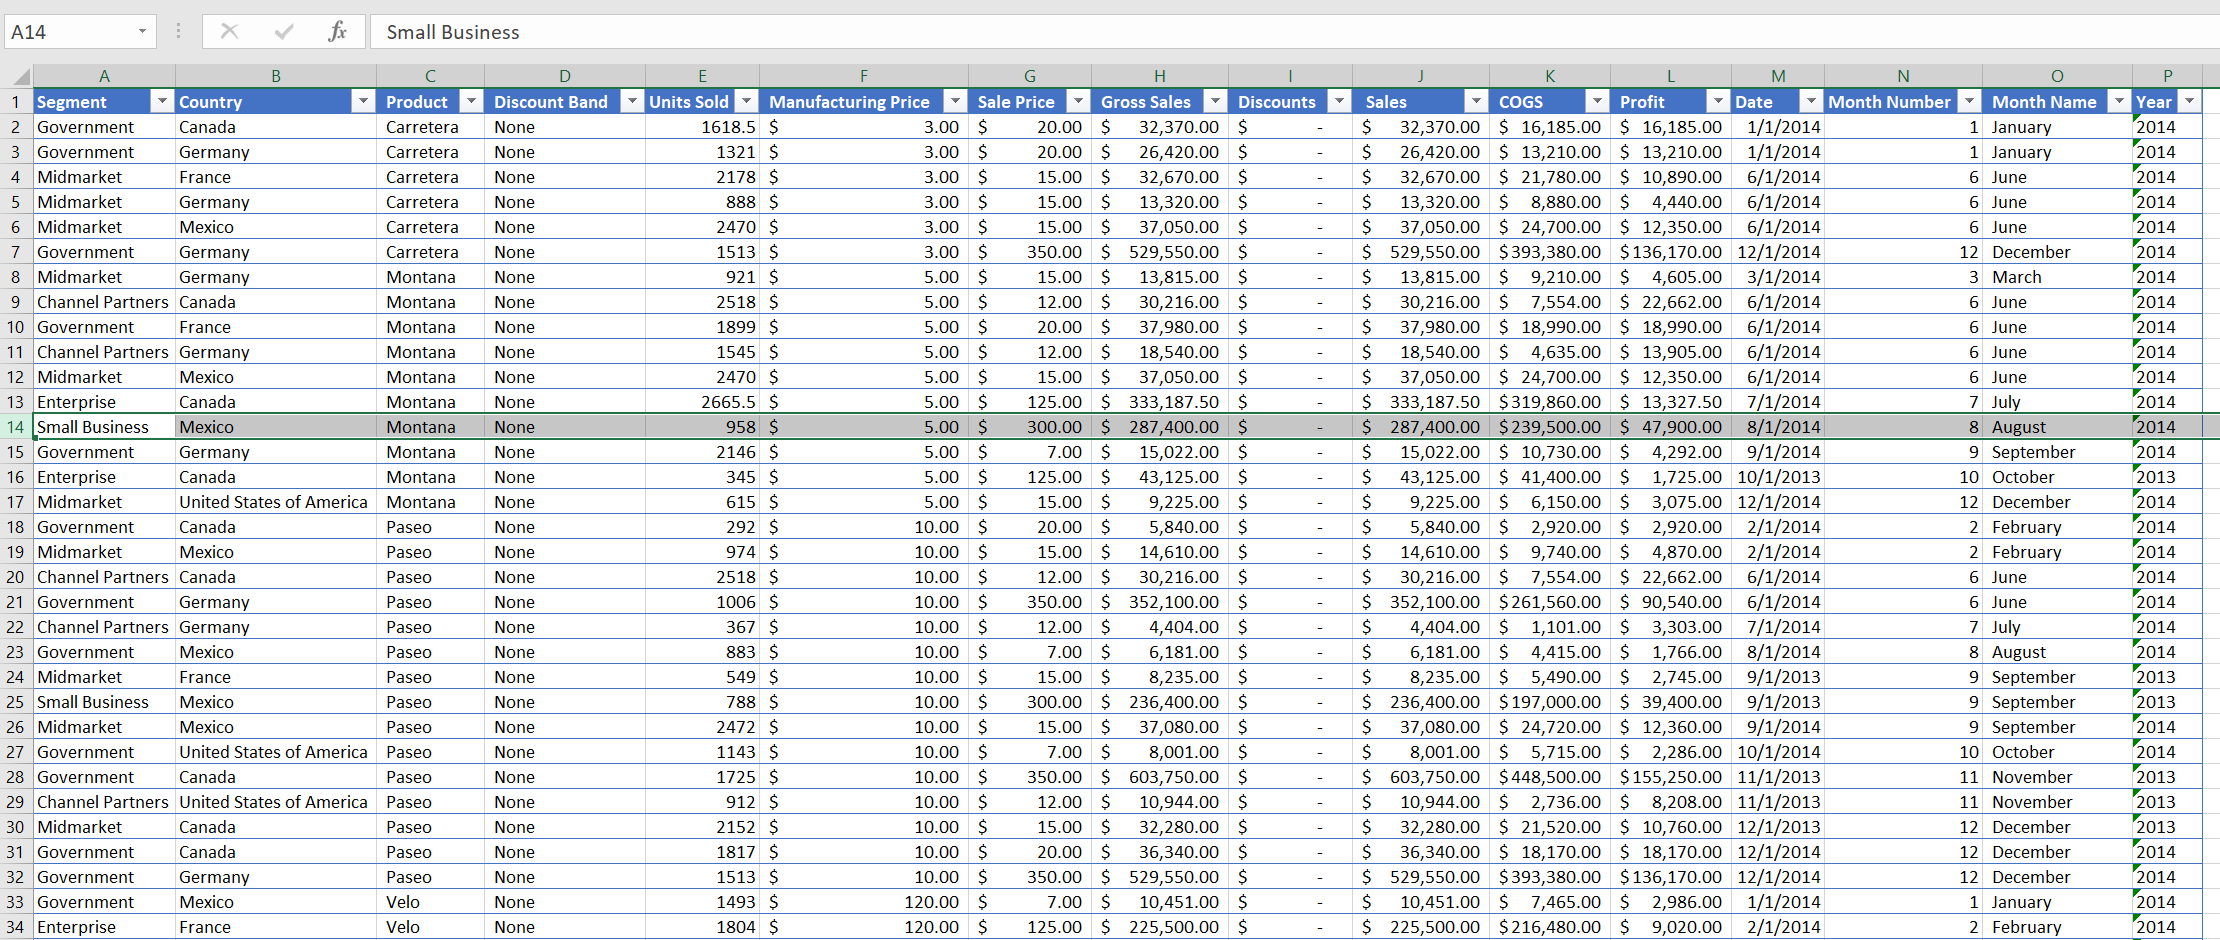 A14 fx Small Business
A B C D E F G H I J K L M N O P
1 Segment Country Product Discount Band Units Sold Manufacturing Price Sale Price Gross Sales Discounts Sales COGS Profit Date Month Number Month Name Year
2 Government Canada Carretera None 1618.5 $ 3.00 $ 20.00 $ 32,370.00 $ - $ 32,370.00 $ 16,185.00 $ 16,185.00 1/1/2014 1 January 2014
3 Government Germany Carretera None 1321 $ 3.00 $ 20.00 $ 26,420.00 $ - $ 26,420.00 $ 13,210.00 $ 13,210.00 1/1/2014 1 January 2014
4 Midmarket France Carretera None 2178 $ 3.00 $ 15.00 $ 32,670.00 $ - $ 32,670.00 $ 21,780.00 $ 10,890.00 6/1/2014 6 June 2014
5 Midmarket Germany Carretera None 888 $ 3.00 $ 15.00 $ 13,320.00 $ - $ 13,320.00 $ 8,880.00 $ 4,440.00 6/1/2014 6 June 2014
6 Midmarket Mexico Carretera None 2470 $ 3.00 $ 15.00 $ 37,050.00 $ - $ 37,050.00 $ 24,700.00 $ 12,350.00 6/1/2014 6 June 2014
7 Government Germany Carretera None 1513 $ 3.00 $ 350.00 $ 529,550.00 $ - $ 529,550.00 $393,380.00 $136,170.00 12/1/2014 12 December 2014
8 Midmarket Germany Montana None 921 $ 5.00 $ 15.00 $ 13,815.00 $ - $ 13,815.00 $ 9,210.00 $ 4,605.00 3/1/2014 3 March 2014
9 Channel Partners Canada Montana None 2518 $ 5.00 $ 12.00 $ 30,216.00 $ - $ 30,216.00 $ 7,554.00 $ 22,662.00 6/1/2014 6 June 2014
10 Government France Montana None 1899 $ 5.00 $ 20.00 $ 37,980.00 $ - $ 37,980.00 $ 18,990.00 $ 18,990.00 6/1/2014 6 June 2014
11 Channel Partners Germany Montana None 1545 $ 5.00 $ 12.00 $ 18,540.00 $ - $ 18,540.00 $ 4,635.00 $ 13,905.00 6/1/2014 6 June 2014
12 Midmarket Mexico Montana None 2470 $ 5.00 $ 15.00 $ 37,050.00 $ - $ 37,050.00 $ 24,700.00 $ 12,350.00 6/1/2014 6 June 2014
13 Enterprise Canada Montana None 2665.5 $ 5.00 $ 125.00 $ 333,187.50 $ - $ 333,187.50 $319,860.00 $ 13,327.50 7/1/2014 7 July 2014
14 Small Business Mexico Montana None 958 $ 5.00 $ 300.00 $ 287,400.00 $ - $ 287,400.00 $239,500.00 $ 47,900.00 8/1/2014 8 August 2014
15 Government Germany Montana None 2146 $ 5.00 $ 7.00 $ 15,022.00 $ - $ 15,022.00 $ 10,730.00 $ 4,292.00 9/1/2014 9 September 2014
16 Enterprise Canada Montana None 345 $ 5.00 $ 125.00 $ 43,125.00 $ - $ 43,125.00 $ 41,400.00 $ 1,725.00 10/1/2013 10 October 2013
17 Midmarket United States of America Montana None 615 $ 5.00 $ 15.00 $ 9,225.00 $ - $ 9,225.00 $ 6,150.00 $ 3,075.00 12/1/2014 12 December 2014
18 Government Canada Paseo None 292 $ 10.00 $ 20.00 $ 5,840.00 $ - $ 5,840.00 $ 2,920.00 $ 2,920.00 2/1/2014 2 February 2014
19 Midmarket Mexico Paseo None 974 $ 10.00 $ 15.00 $ 14,610.00 $ - $ 14,610.00 $ 9,740.00 $ 4,870.00 2/1/2014 2 February 2014
20 Channel Partners Canada Paseo None 2518 $ 10.00 $ 12.00 $ 30,216.00 $ - $ 30,216.00 $ 7,554.00 $ 22,662.00 6/1/2014 6 June 2014
21 Government Germany Paseo None 1006 $ 10.00 $ 350.00 $ 352,100.00 $ - $ 352,100.00 $261,560.00 $ 90,540.00 6/1/2014 6 June 2014
22 Channel Partners Germany Paseo None 367 $ 10.00 $ 12.00 $ 4,404.00 $ - $ 4,404.00 $ 1,101.00 $ 3,303.00 7/1/2014 7 July 2014
23 Government Mexico Paseo None 883 $ 10.00 $ 7.00 $ 6,181.00 $ - $ 6,181.00 $ 4,415.00 $ 1,766.00 8/1/2014 8 August 2014
24 Midmarket France Paseo None 549 $ 10.00 $ 15.00 $ 8,235.00 $ - $ 8,235.00 $ 5,490.00 $ 2,745.00 9/1/2013 9 September 2013
25 Small Business Mexico Paseo None 788 $ 10.00 $ 300.00 $ 236,400.00 $ - $ 236,400.00 $197,000.00 $ 39,400.00 9/1/2013 9 September 2013
26 Midmarket Mexico Paseo None 2472 $ 10.00 $ 15.00 $ 37,080.00 $ - $ 37,080.00 $ 24,720.00 $ 12,360.00 9/1/2014 9 September 2014
27 Government United States of America Paseo None 1143 $ 10.00 $ 7.00 $ 8,001.00 $ - $ 8,001.00 $ 5,715.00 $ 2,286.00 10/1/2014 10 October 2014
28 Government Canada Paseo None 1725 $ 10.00 $ 350.00 $ 603,750.00 $ - $ 603,750.00 $448,500.00 $155,250.00 11/1/2013 11 November 2013
29 Channel Partners United States of America Paseo None 912 $ 10.00 $ 12.00 $ 10,944.00 $ - $ 10,944.00 $ 2,736.00 $ 8,208.00 11/1/2013 11 November 2013
30 Midmarket Canada Paseo None 2152 $ 10.00 $ 15.00 $ 32,280.00 $ - $ 32,280.00 $ 21,520.00 $ 10,760.00 12/1/2013 12 December 2013
31 Government Canada Paseo None 1817 $ 10.00 $ 20.00 $ 36,340.00 $ - $ 36,340.00 $ 18,170.00 $ 18,170.00 12/1/2014 12 December 2014
32 Government Germany Paseo None 1513 $ 10.00 $ 350.00 $ 529,550.00 $ - $ 529,550.00 $393,380.00 $136,170.00 12/1/2014 12 December 2014
33 Government Mexico Velo None 1493 $ 120.00 $ 7.00 $ 10,451.00 $ - $ 10,451.00 $ 7,465.00 $ 2,986.00 1/1/2014 1 January 2014
34 Enterprise France Velo None 1804 $ 120.00 $ 125.00 $ 225,500.00 $ - $ 225,500.00 $216,480.00 $ 9,020.00 2/1/2014 2 February 2014